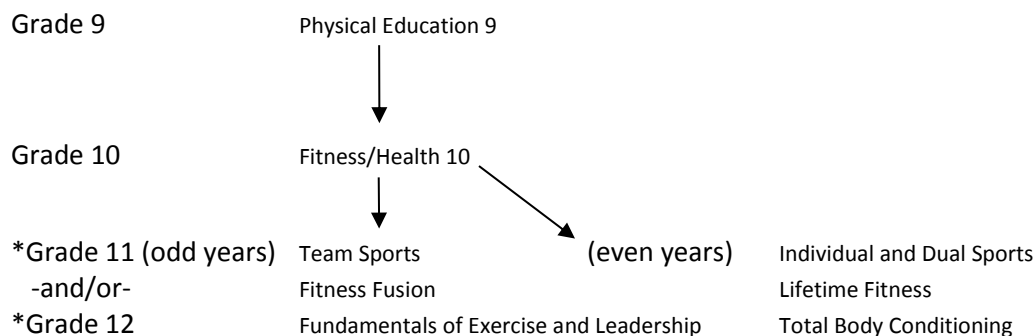 Grade 9 Physical Education 9
Grade 10 Fitness/Health 10
*Grade 11 (odd years) Team Sports (even years) Individual and Dual Sports
-and/or- Fitness Fusion Lifetime Fitness
*Grade 12 Fundamentals of Exercise and Leadership Total Body Conditioning